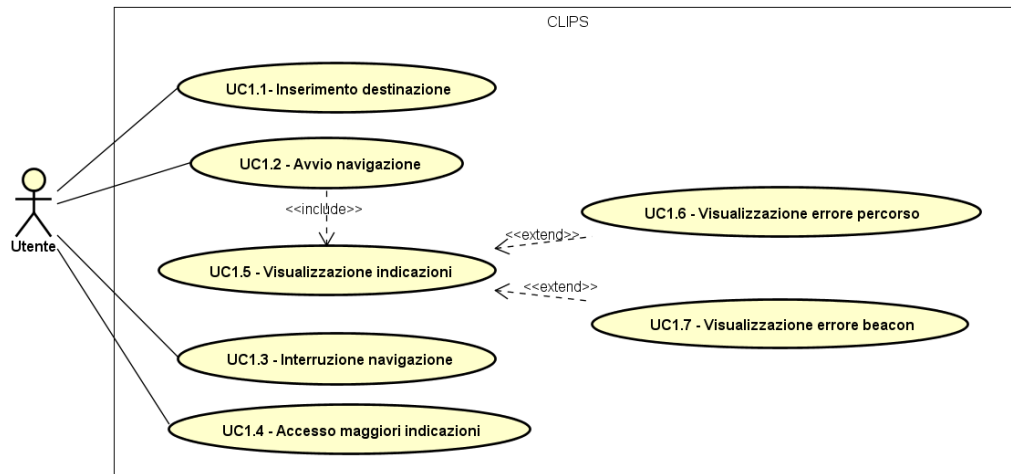 CLIPS
UC1.1- Inserimento destinazione
UC1.2 - Avvio navigazione
<<include>>
UC1.6 - Visualizzazione errore percorso
<<extend>>
Utente
UC1.5 - Visualizzazione indicazioni
<<extend>>
UC1.7 - Visualizzazione errore beacon
UC1.3 - Interruzione navigazione
UC1.4 - Accesso maggiori indicazioni